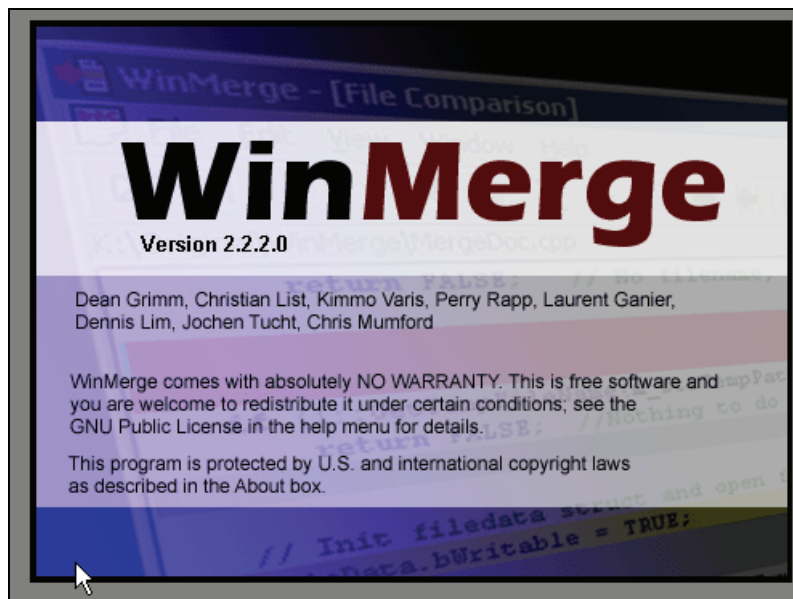 WinMerge - [File Comparison]
File Edit View Window Help
WinMerge
Version 2.2.2.0
K:\ WinMerge\MergeDoc.cpp
return FALSE; // No filename,
Dean Grimm, Christian List, Kimmo Varis, Perry Rapp, Laurent Ganier,
Dennis Lim, Jochen Tucht, Chris Mumford
WinMerge comes with absolutely NO WARRANTY. This is free software and
you are welcome to redistribute it under certain conditions; see the
GNU Public License in the help menu for details.
return FALSE; //Nothing to do
This program is protected by U.S. and international copyright laws
as described in the About box.
// Init filedata struct and open
Data.bWritable = TRUE;